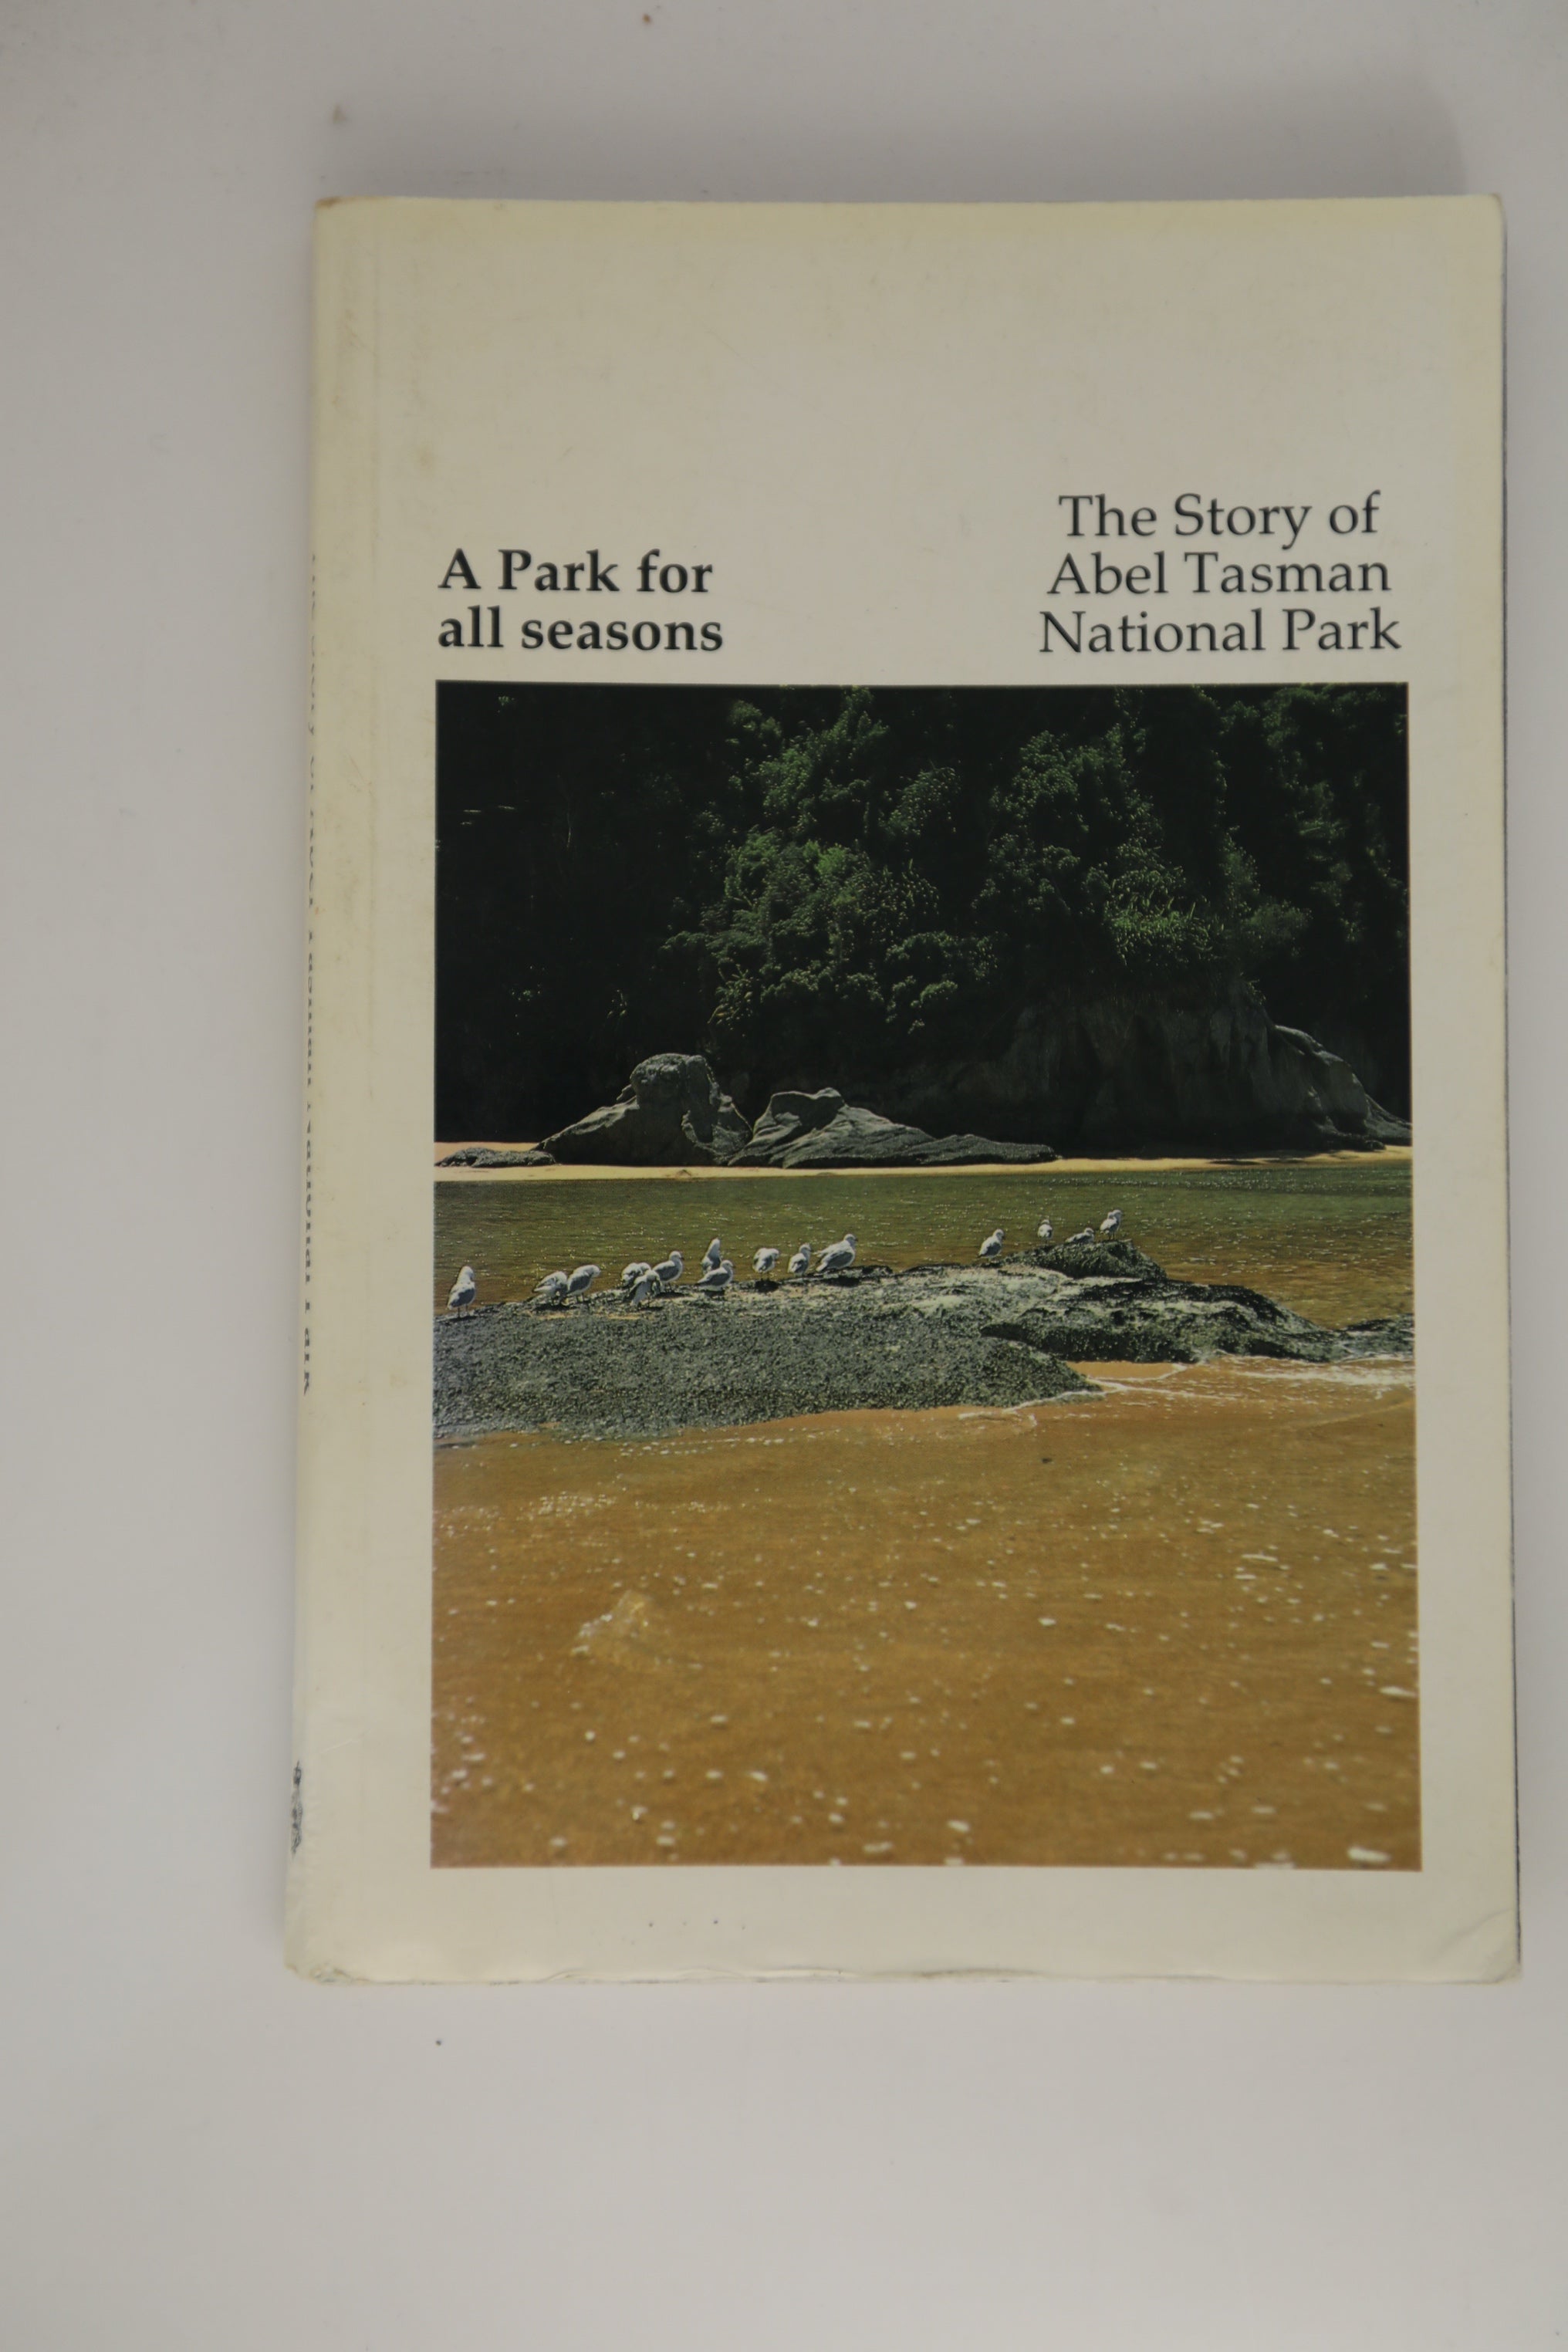 A Park for
all seasons
The Story of
Abel Tasman
National Park